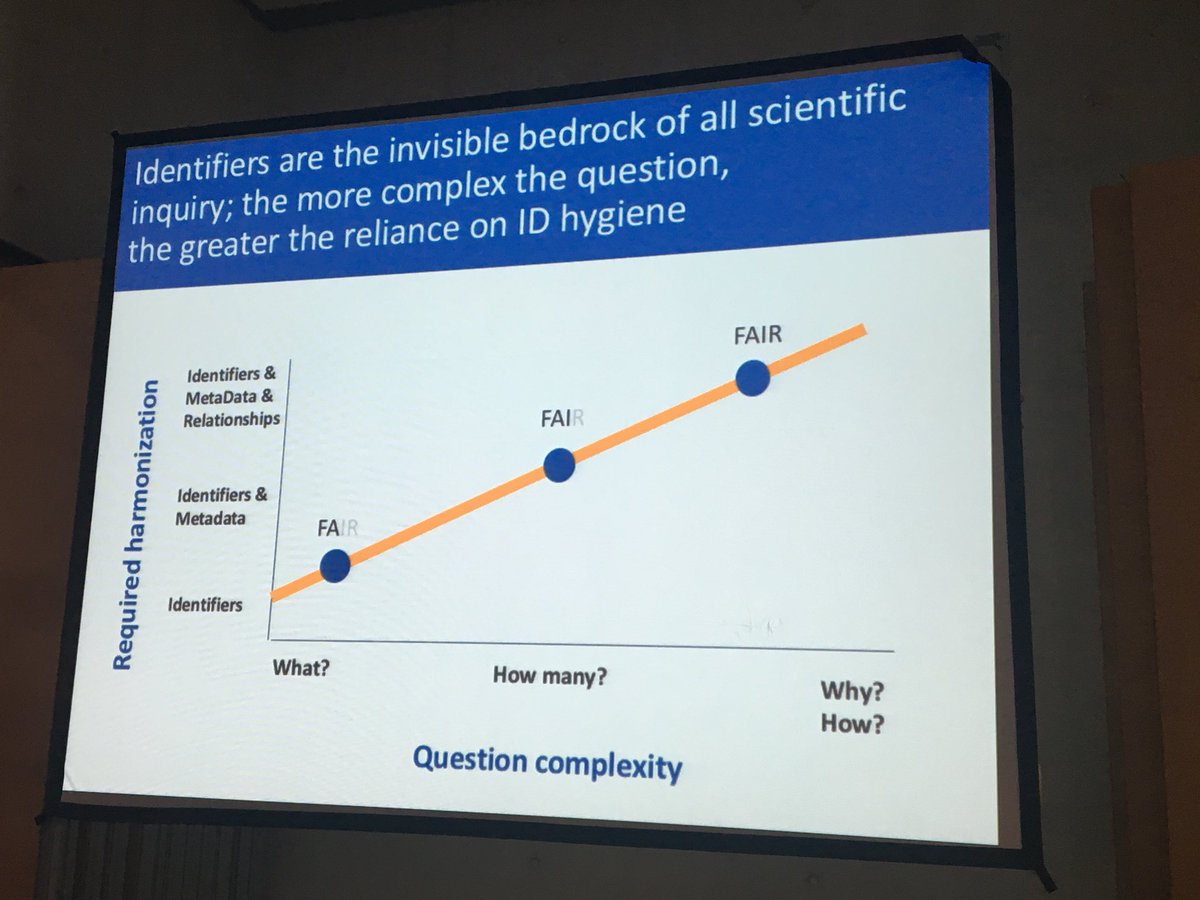 Identifiers are the invisible bedrock of all scientific
inquiry; the more complex the question,
the greater the reliance on ID hygiene
Required harmonization
Identifiers &
MetaData &
Relationships
Identifiers &
Metadata
Identifiers
FAIR
FAIR
FAIR
What?
How many?
Why?
How?
Question complexity